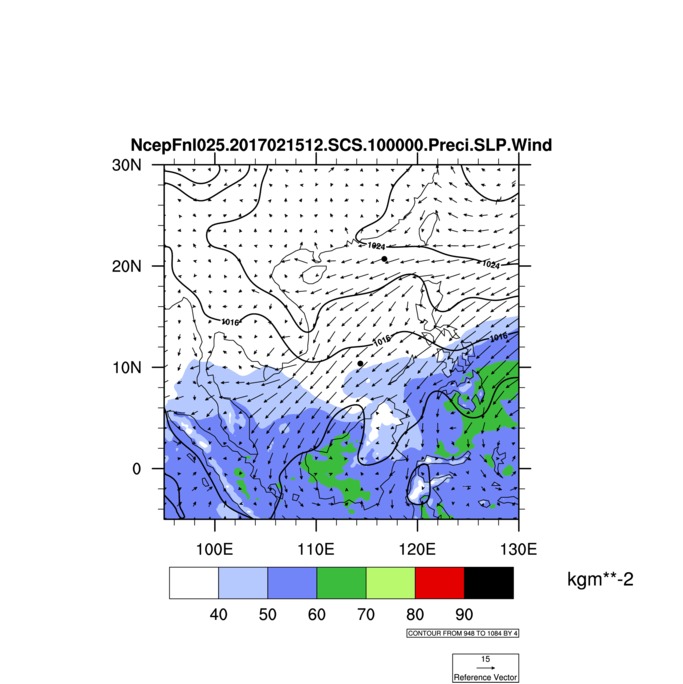 NcepFnl025.2017021512.SCS.100000.Preci.SLP.Wind
30N
1024
20N
1024
1016
1016
1016
10N
0
100E
110E
120E
130E
kgm**-2
40
50
60
70
80
90
CONTOUR FROM 948 TO 1084 BY 4
15
Reference Vector